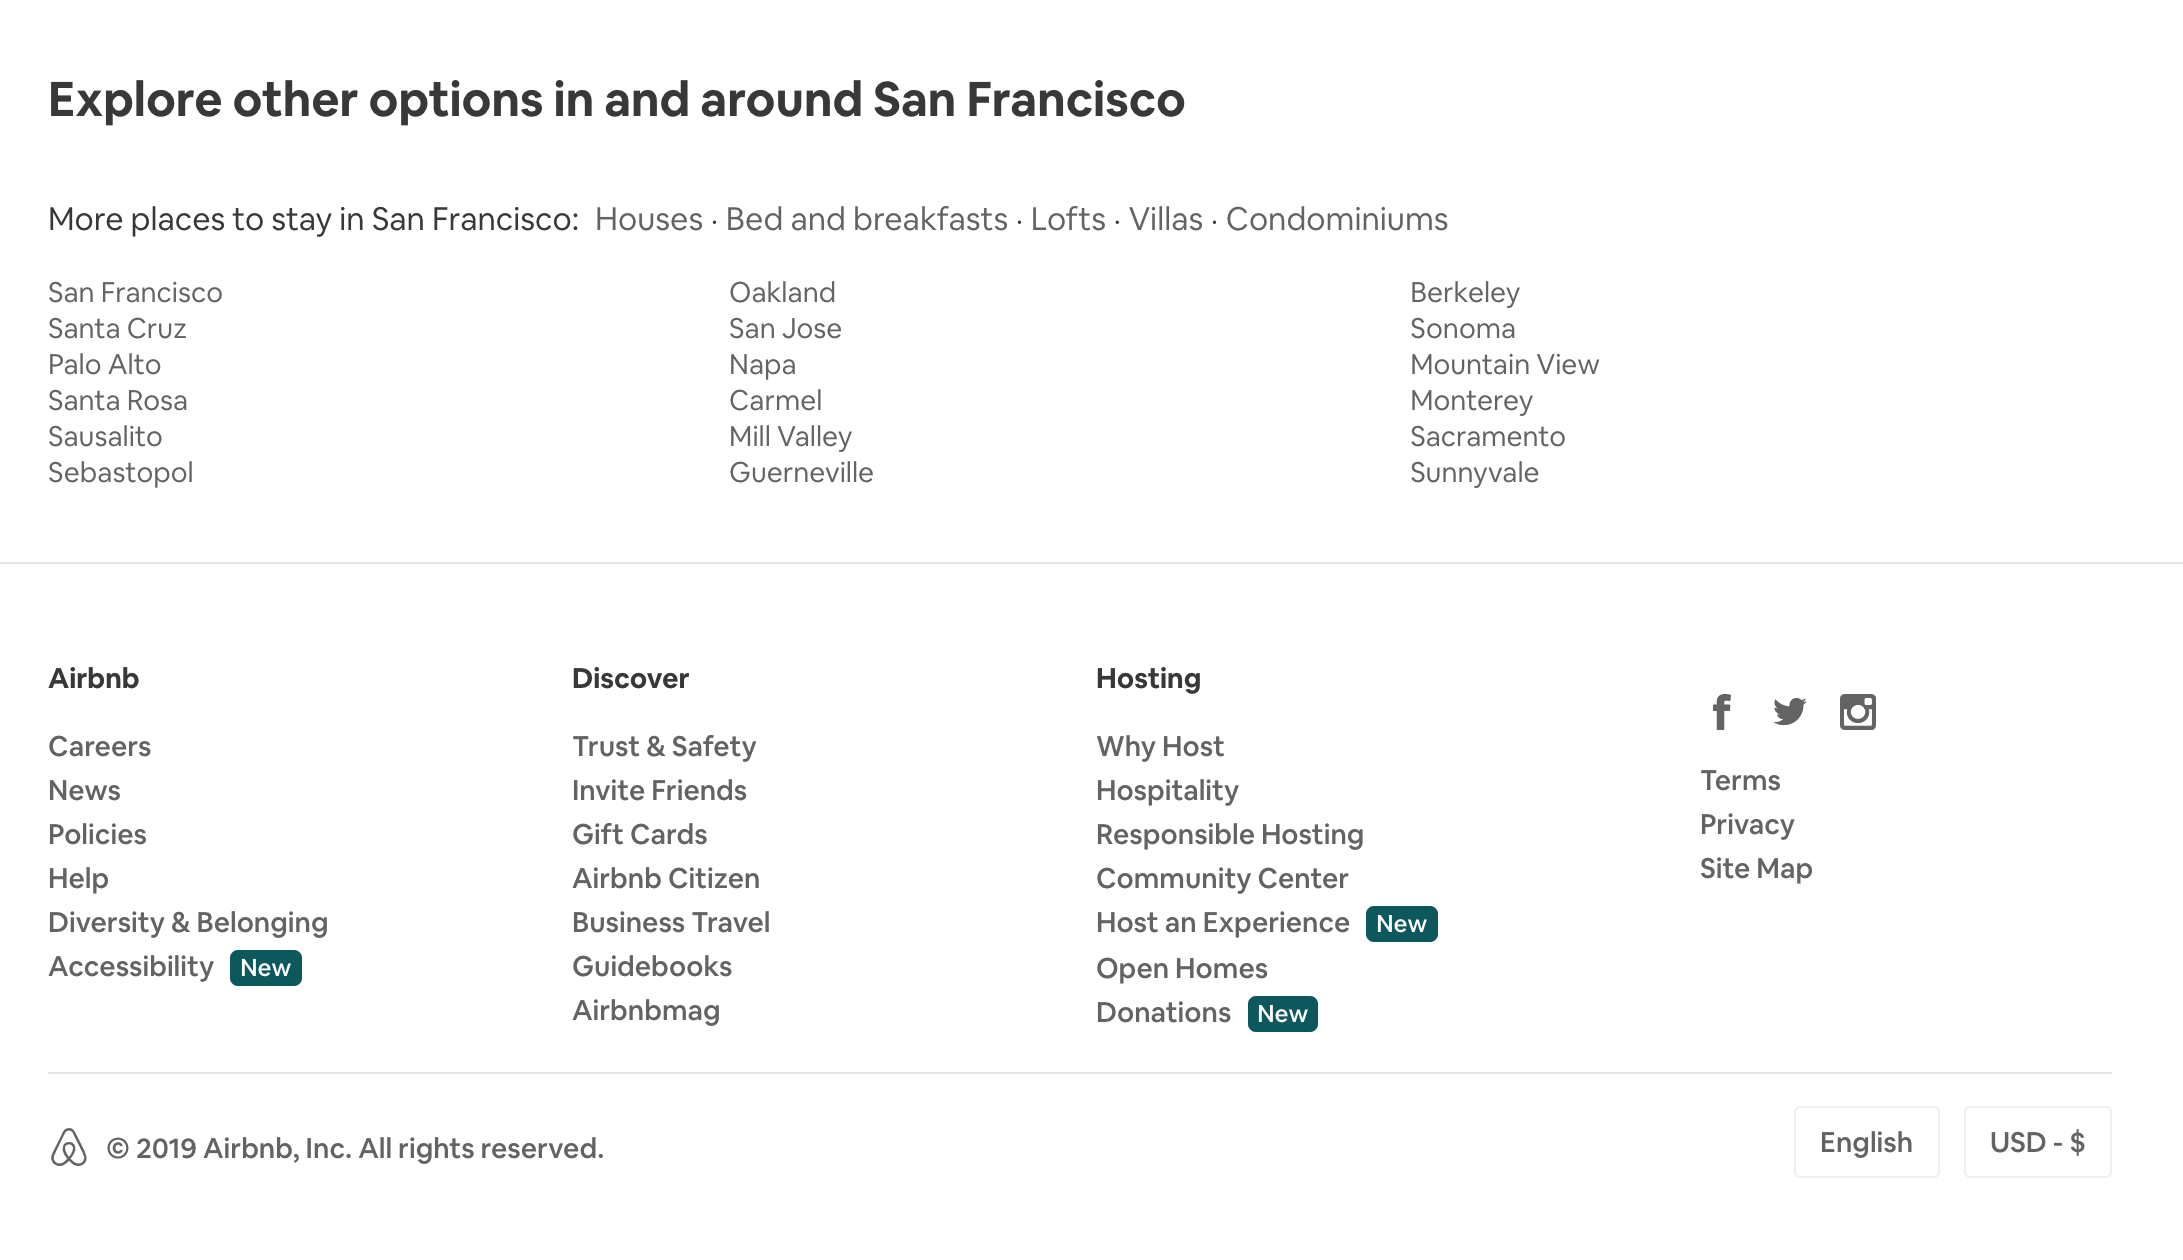 Explore other options in and around San Francisco
More places to stay in San Francisco: Houses · Bed and breakfasts · Lofts · Villas · Condominiums
San Francisco
Santa Cruz
Palo Alto
Santa Rosa
Sausalito
Sebastopol
Oakland
San Jose
Napa
Carmel
Mill Valley
Guerneville
Berkeley
Sonoma
Mountain View
Monterey
Sacramento
Sunnyvale
Airbnb
Careers
News
Policies
Help
Diversity & Belonging
Accessibility New
Discover
Trust & Safety
Invite Friends
Gift Cards
Airbnb Citizen
Business Travel
Guidebooks
Airbnbmag
Hosting
Why Host
Hospitality
Responsible Hosting
Community Center
Host an Experience New
Open Homes
Donations New
Terms
Privacy
Site Map
© 2019 Airbnb, Inc. All rights reserved.
English
USD - $